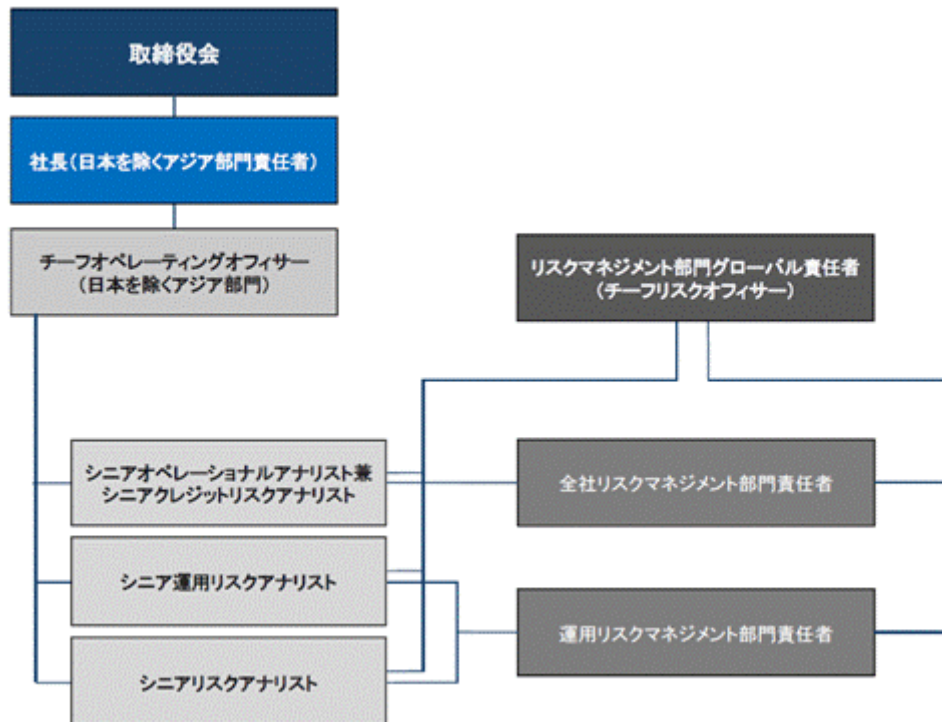 取締役会
社長(日本を除くアジア部門責任者)
チーフオペレーティングオフィサー
(日本を除くアジア部門)
リスクマネジメント部門グローバル責任者
(チーフリスクオフィサー)
シニアオペレーショナルアナリスト兼
シニアクレジットリスクアナリスト
全社リスクマネジメント部門責任者
シニア運用リスクアナリスト
運用リスクマネジメント部門責任者
シニアリスクアナリスト